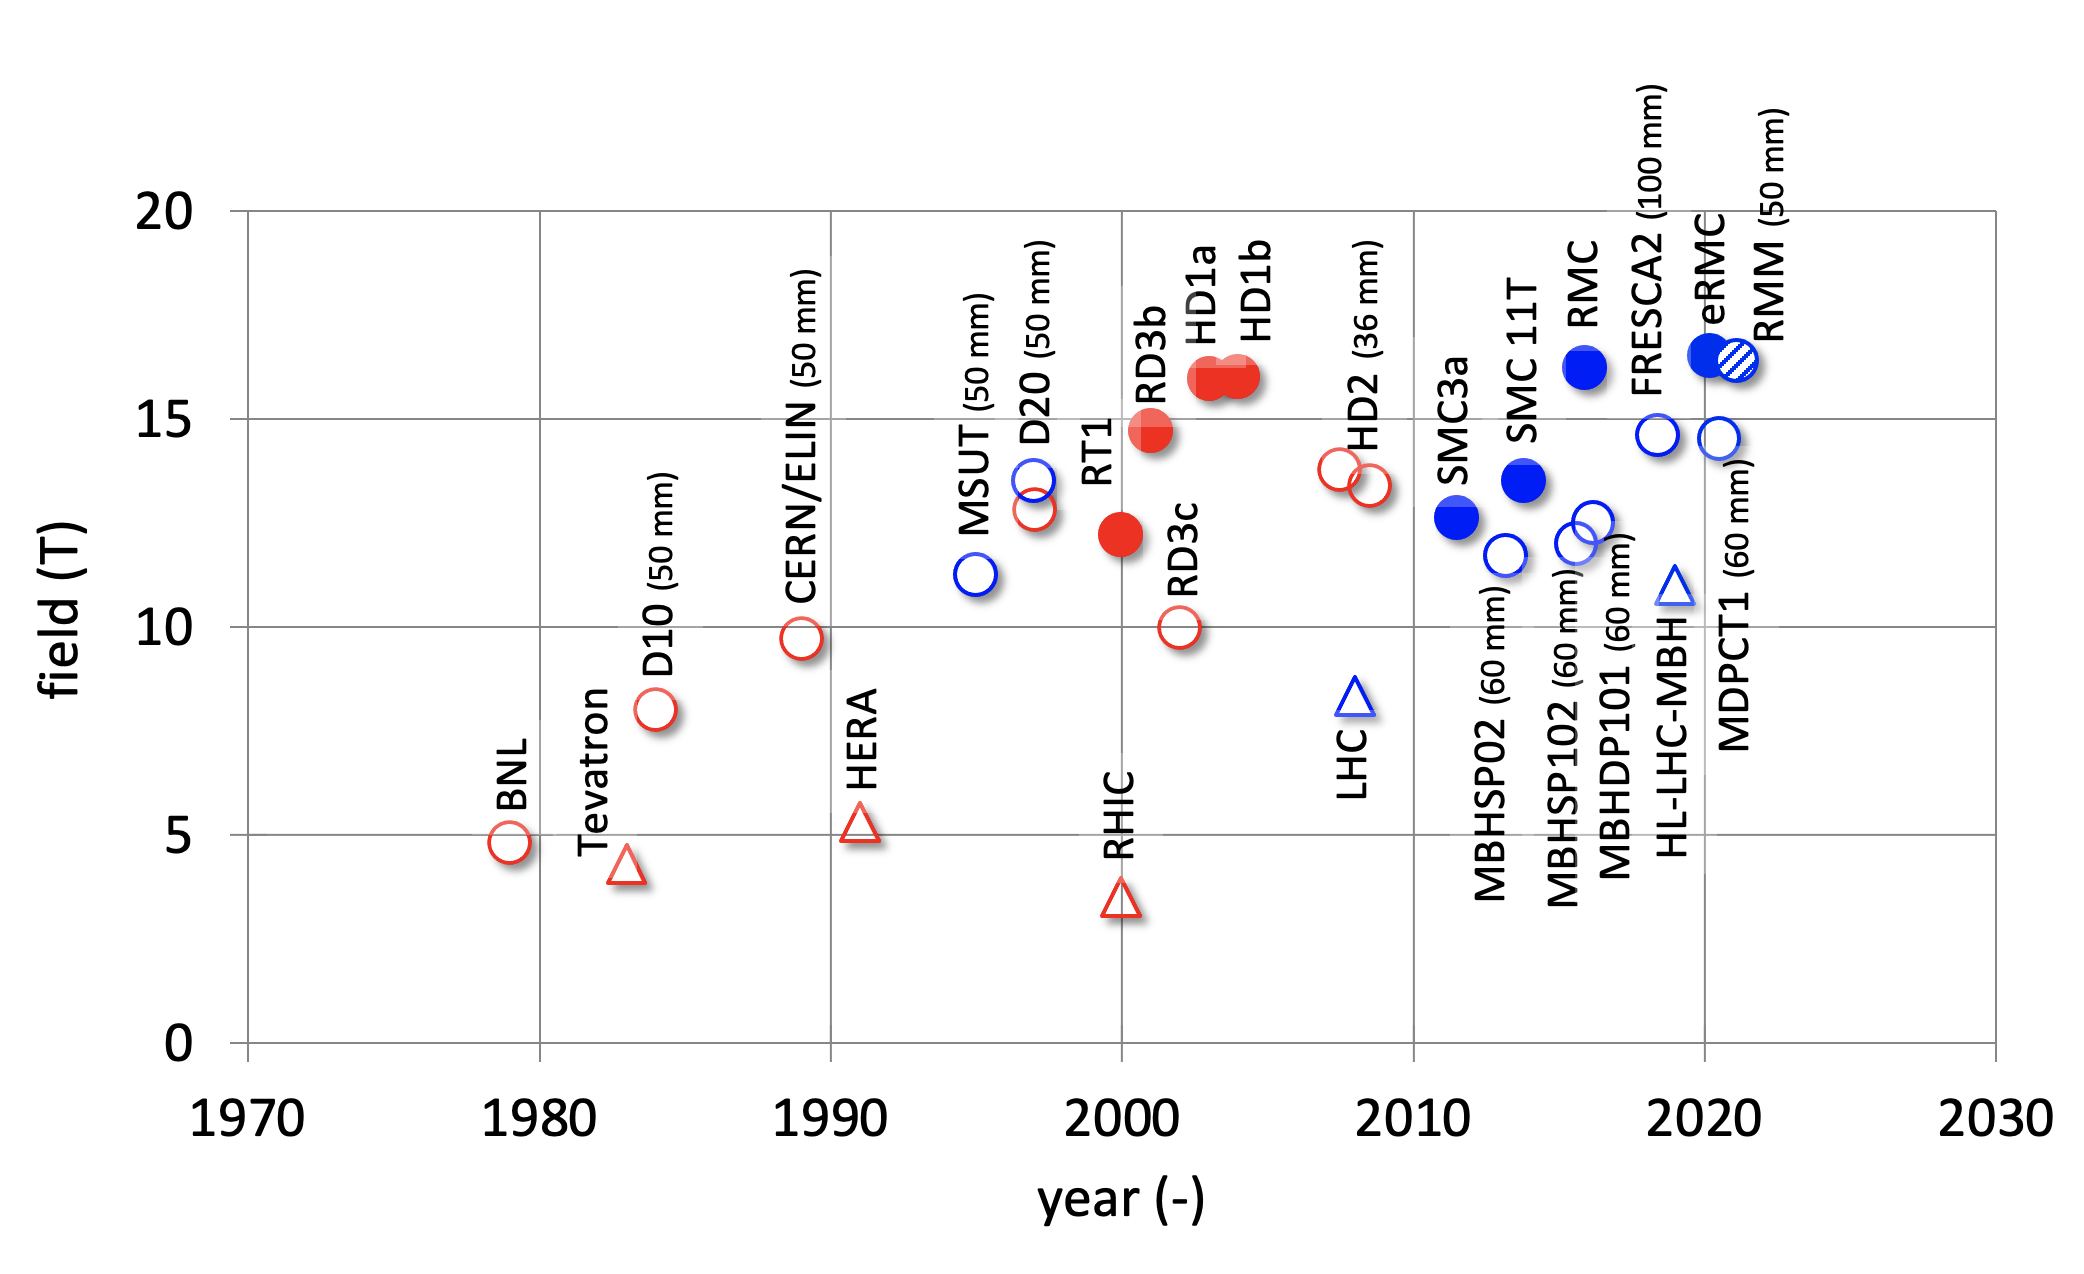 field (T)
20
15
10
5
0
1970
1980
1990
2000
2010
2020
2030
year (-)
BNL
Tevatron
D10 (50 mm)
CERN/ELIN (50 mm)
HERA
MSUT (50 mm)
D20 (50 mm)
RT1
RHIC
RD3b
RD3c
HD1a
HD1b
LHC
HD2 (36 mm)
SMC3a
MBHSP02 (60 mm)
SMC 11T
MBHSP102 (60 mm)
RMC
MBHDP101 (60 mm)
FRESCA2 (100 mm)
HL-LHC-MBH
eRMC
MDPCT1 (60 mm)
RMM (50 mm)